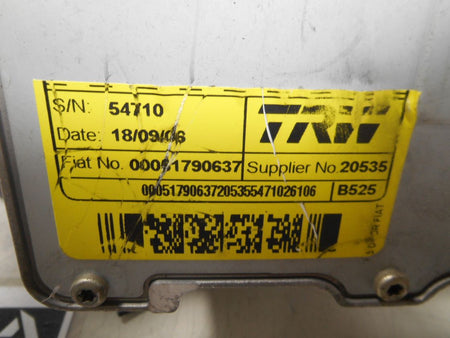 S/N: 54710
TRW
Date: 18/09/06
Fiat No. 00051790637 Supplier No. 20535
00051790637205355471026106 B525